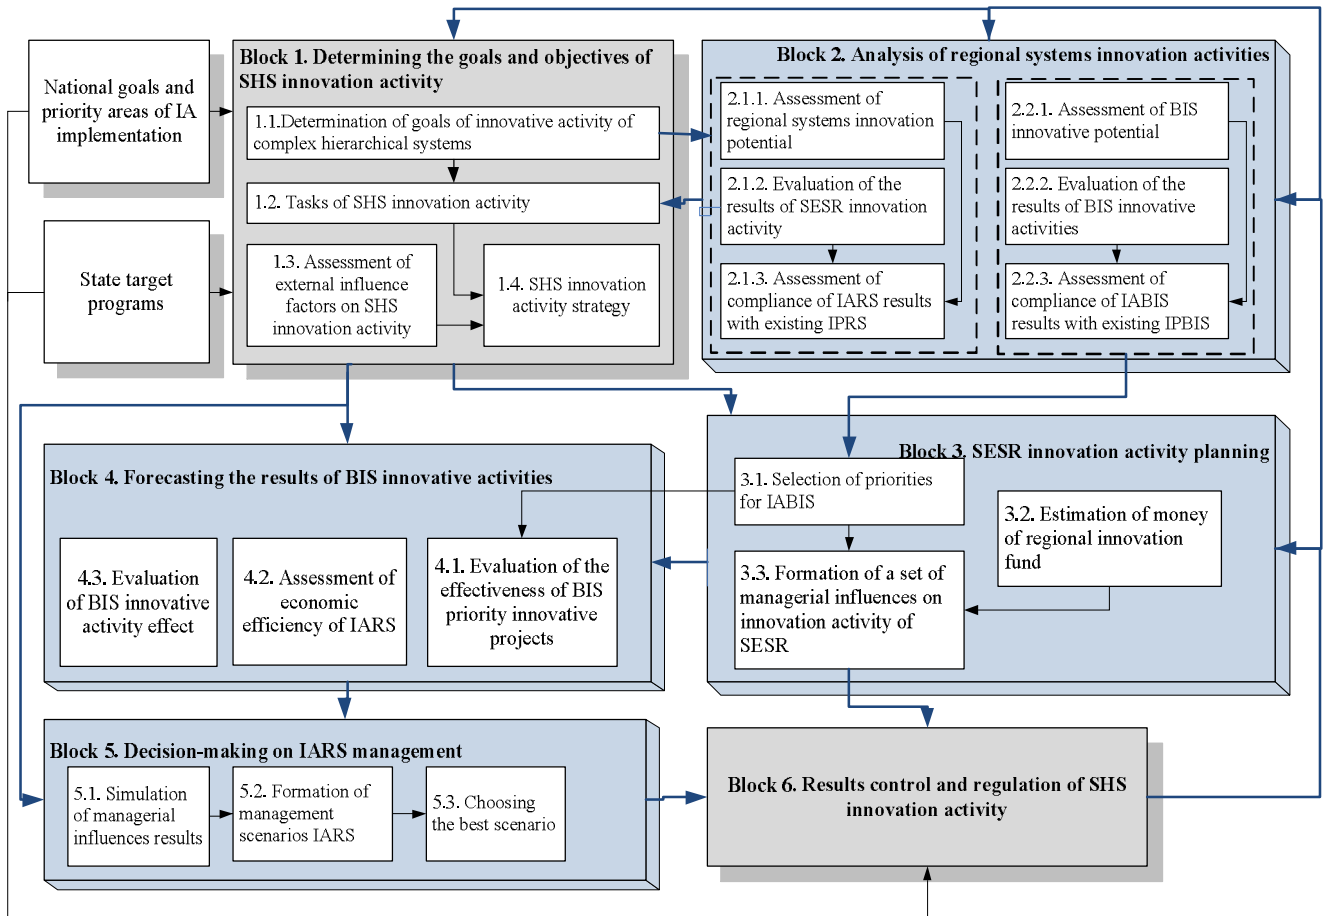 National goals and
priority areas of IA
implementation
State target
programs
Block 1. Determining the goals and objectives of
SHS innovation activity
1.1.Determination of goals of innovative activity of
complex hierarchical systems
1.2. Tasks of SHS innovation activity
1.3. Assessment of
external influence
factors on SHS
innovation activity
1.4. SHS innovation
activity strategy
Block 2. Analysis of regional systems innovation activities
2.1.1. Assessment of
regional systems innovation
potential
2.1.2. Evaluation of the
results of SESR innovation
activity
2.1.3. Assessment of
compliance of IARS results
with existing IPRS
2.2.1. Assessment of BIS
innovative potential
2.2.2. Evaluation of the
results of BIS innovative
activities
2.2.3. Assessment of
compliance of IABIS
results with existing IPBIS
Block 3. SESR innovation activity planning
3.1. Selection of priorities
for IABIS
3.2. Estimation of money
of regional innovation
fund
3.3. Formation of a set of
managerial influences on
innovation activity of
SESR
Block 4. Forecasting the results of BIS innovative activities
4.3. Evaluation
of BIS innovative
activity effect
4.2. Assessment of
economic
efficiency of IARS
4.1. Evaluation of the
effectiveness of BIS
priority innovative
projects
Block 5. Decision-making on IARS management
5.1. Simulation
of managerial
influences results
5.2. Formation of
management
scenarios IARS
5.3. Choosing
the best scenario
Block 6. Results control and regulation of SHS
innovation activity